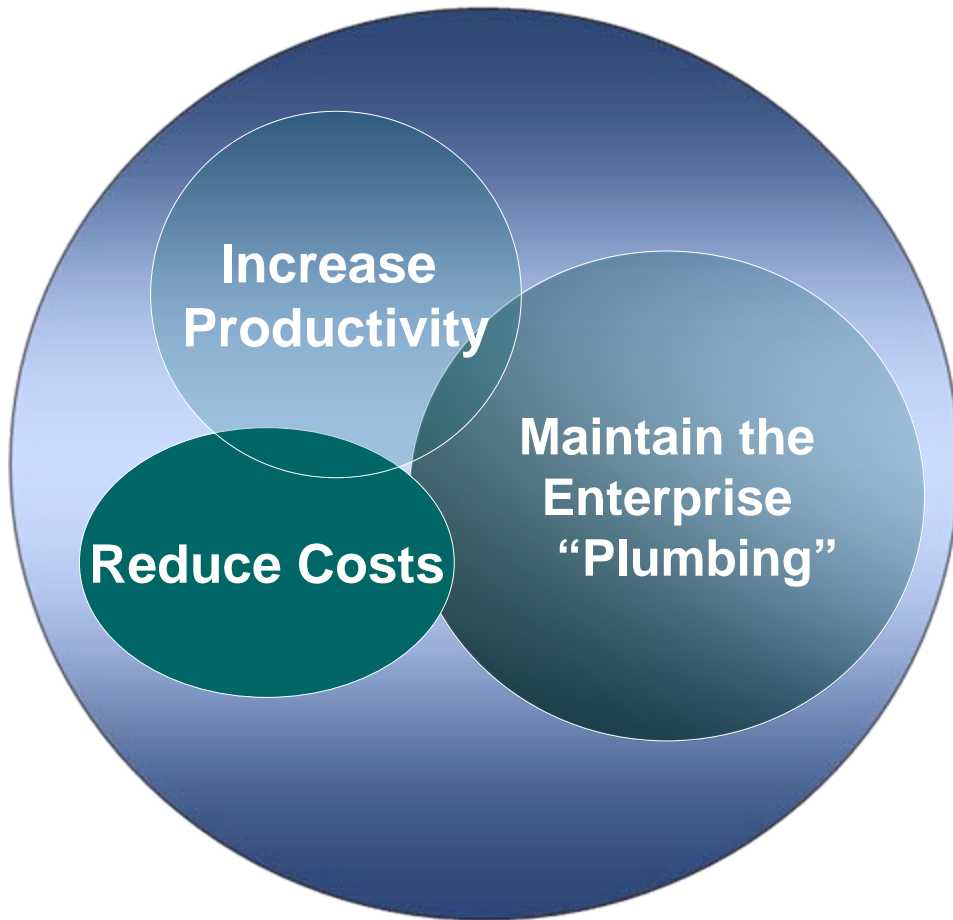 Increase
Productivity
Maintain the
Enterprise
“Plumbing”
Reduce Costs